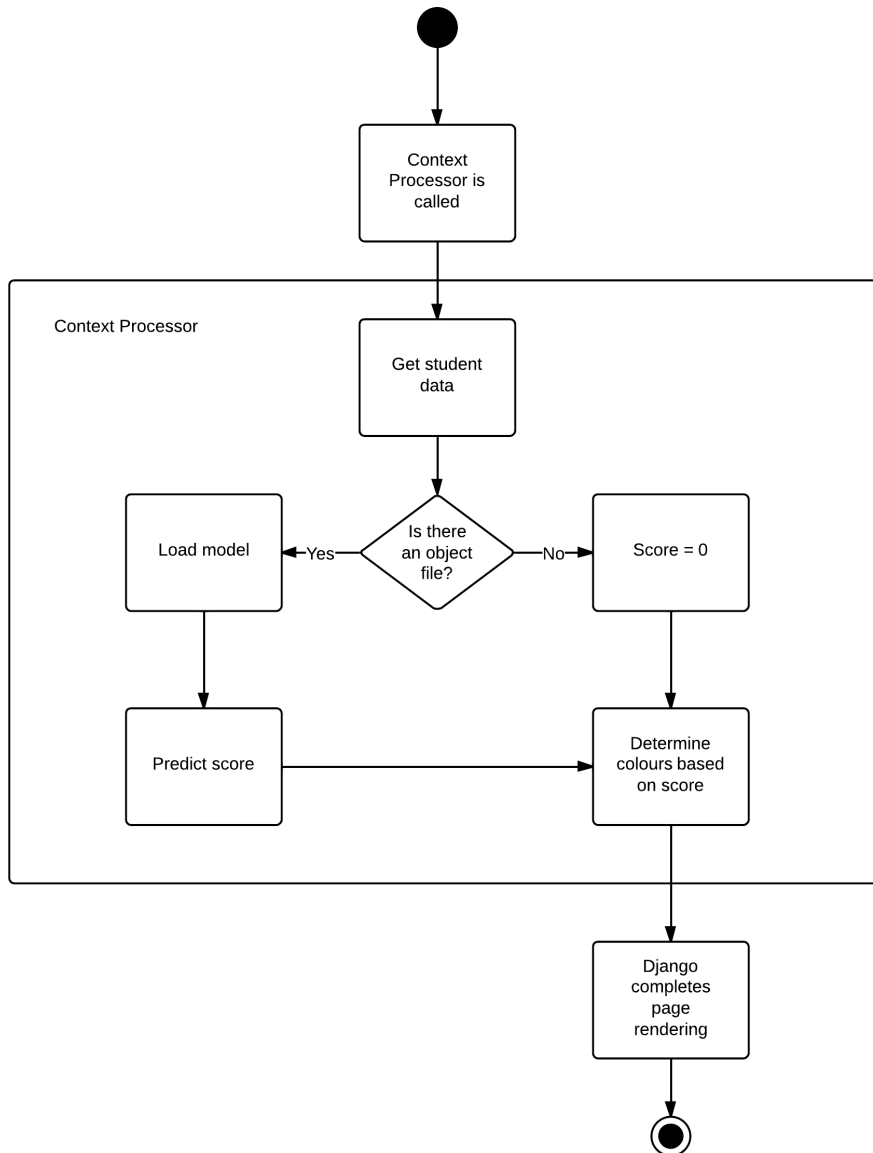 Context
Processor is
called
Context Processor
Get student
data
Is there
an object
file?
Yes
No
Load model
Score = 0
Predict score
Determine
colours based
on score
Django
completes
page
rendering